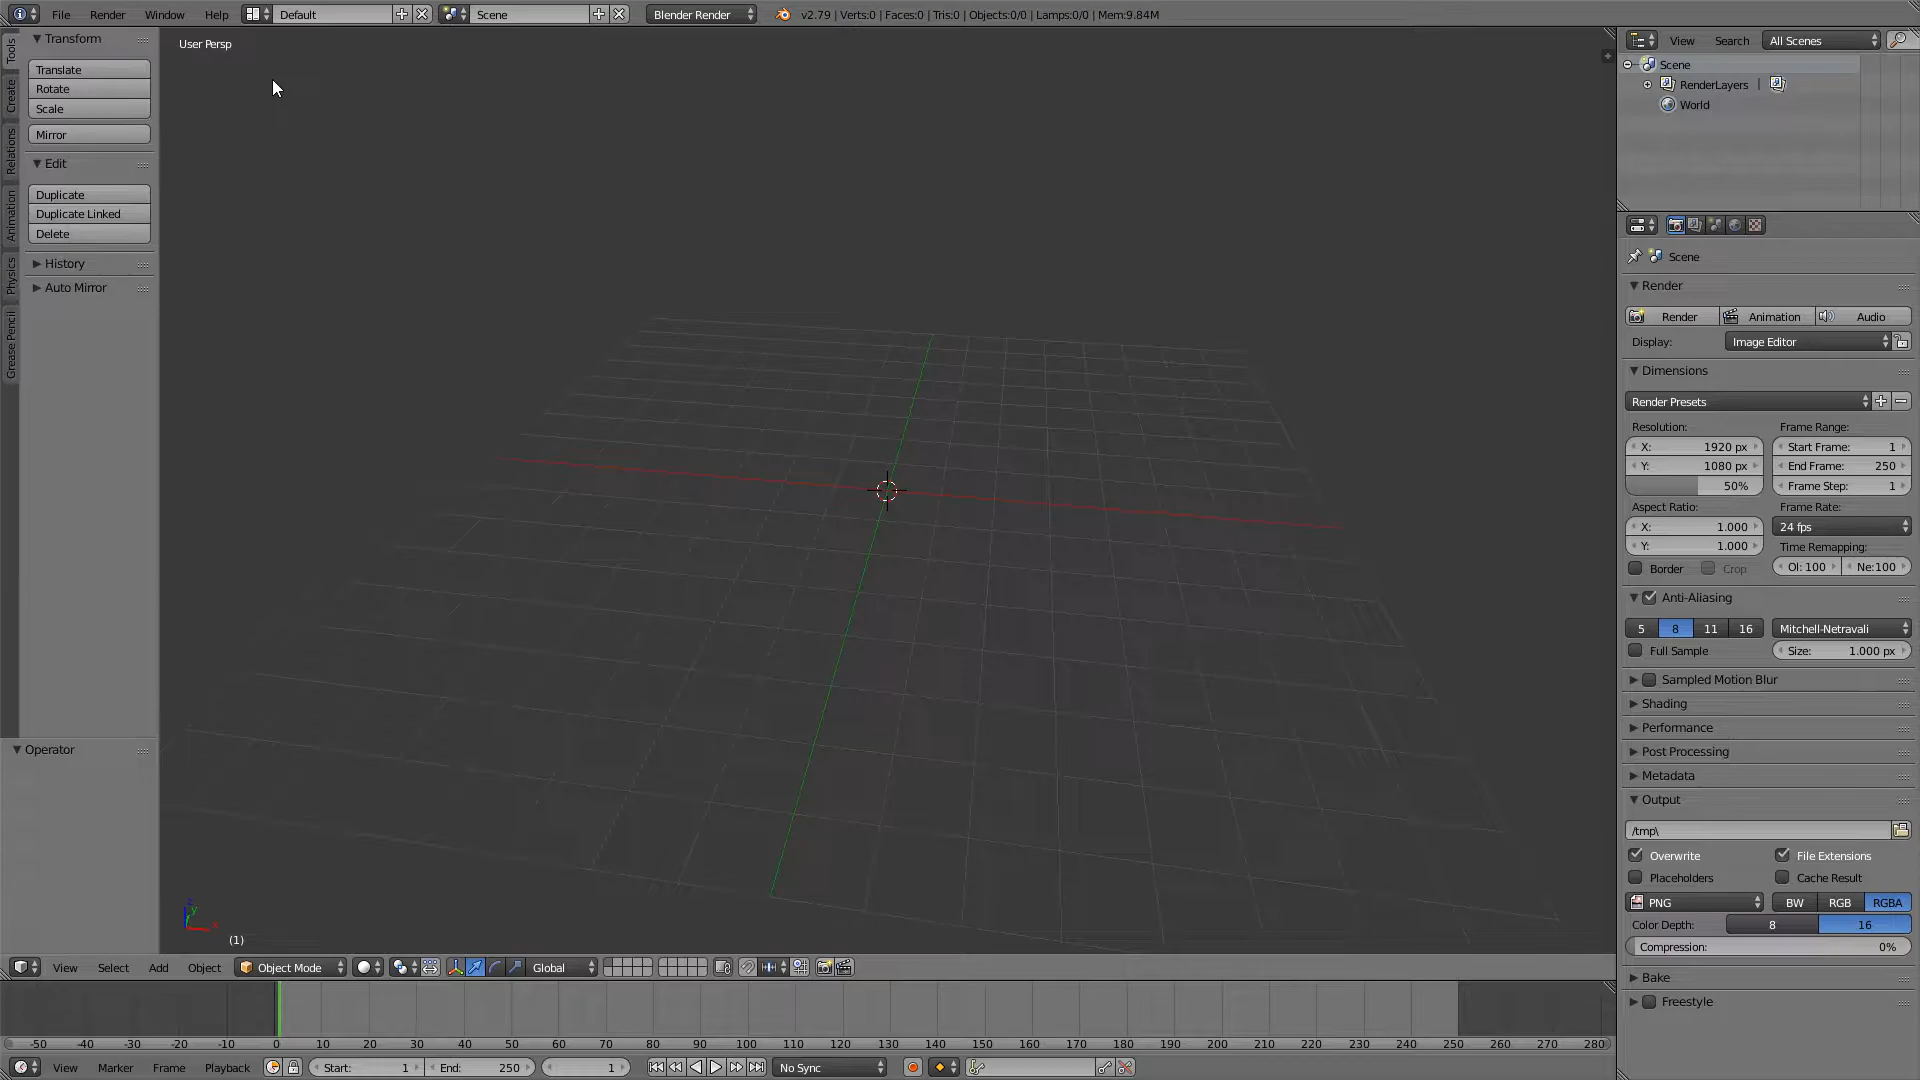 File Render Window Help Default Scene Blender Render v2.79 | Verts:0 | Faces:0 | Tris:0 | Objects:0/0 | Lamps:0/0 | Mem:9.84M
Tools
Create
Relations
Animation
Physics
Grease Pencil
Transform
Translate
Rotate
Scale
Mirror
Edit
Duplicate
Duplicate Linked
Delete
History
Auto Mirror
Operator
User Persp
(1)
View Select Add Object Object Mode Global
-50 -40 -30 -20 -10 0 10 20 30 40 50 60 70 80 90 100 110 120 130 140 150 160 170 180 190 200 210 220 230 240 250 260 270 280
View Marker Frame Playback Start: 1 End: 250 1 No Sync
View Search All Scenes
Scene
RenderLayers |
World
Scene
Render
Render Animation Audio
Display: Image Editor
Dimensions
Render Presets
Resolution: Frame Range:
X: 1920 px Start Frame: 1
Y: 1080 px End Frame: 250
50% Frame Step: 1
Aspect Ratio: Frame Rate:
X: 1.000 24 fps
Y: 1.000 Time Remapping:
Border Crop Ol: 100 Ne:100
Anti-Aliasing
5 8 11 16 Mitchell-Netravali
Full Sample Size: 1.000 px
Sampled Motion Blur
Shading
Performance
Post Processing
Metadata
Output
/tmp\
Overwrite File Extensions
Placeholders Cache Result
PNG BW RGB RGBA
Color Depth: 8 16
Compression: 0%
Bake
Freestyle